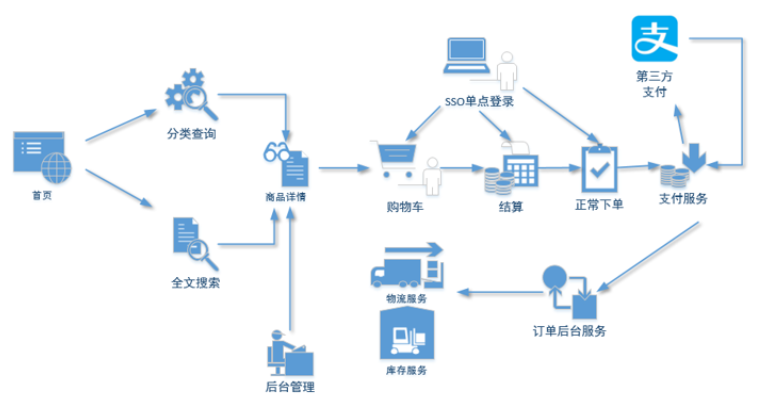 首页
分类查询
全文搜索
商品详情
后台管理
SSO单点登录
购物车
结算
正常下单
第三方
支付
支付服务
订单后台服务
物流服务
库存服务